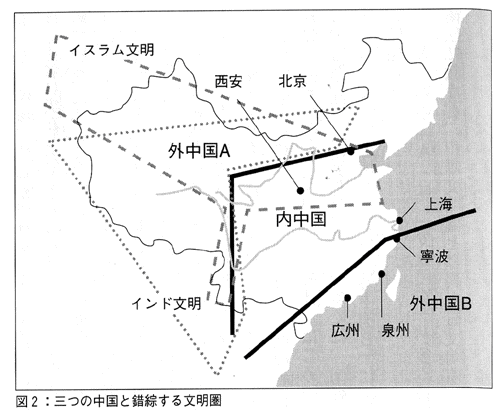 イスラム文明
西安
北京
外中国A
内中国
上海
寧波
インド文明
外中国B
広州
泉州
図2：三つの中国と錯綜する文明圏